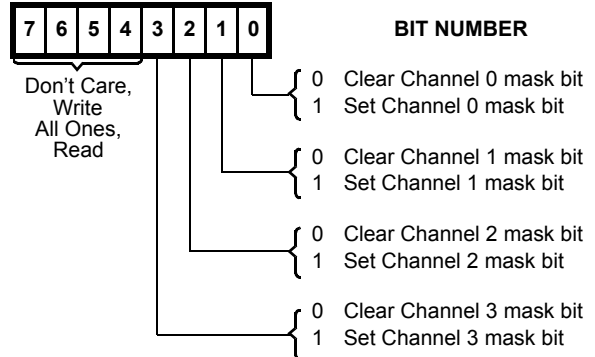 7 6 5 4 3 2 1 0 BIT NUMBER
Don't Care,
Write
All Ones,
Read
0 Clear Channel 0 mask bit
1 Set Channel 0 mask bit
0 Clear Channel 1 mask bit
1 Set Channel 1 mask bit
0 Clear Channel 2 mask bit
1 Set Channel 2 mask bit
0 Clear Channel 3 mask bit
1 Set Channel 3 mask bit